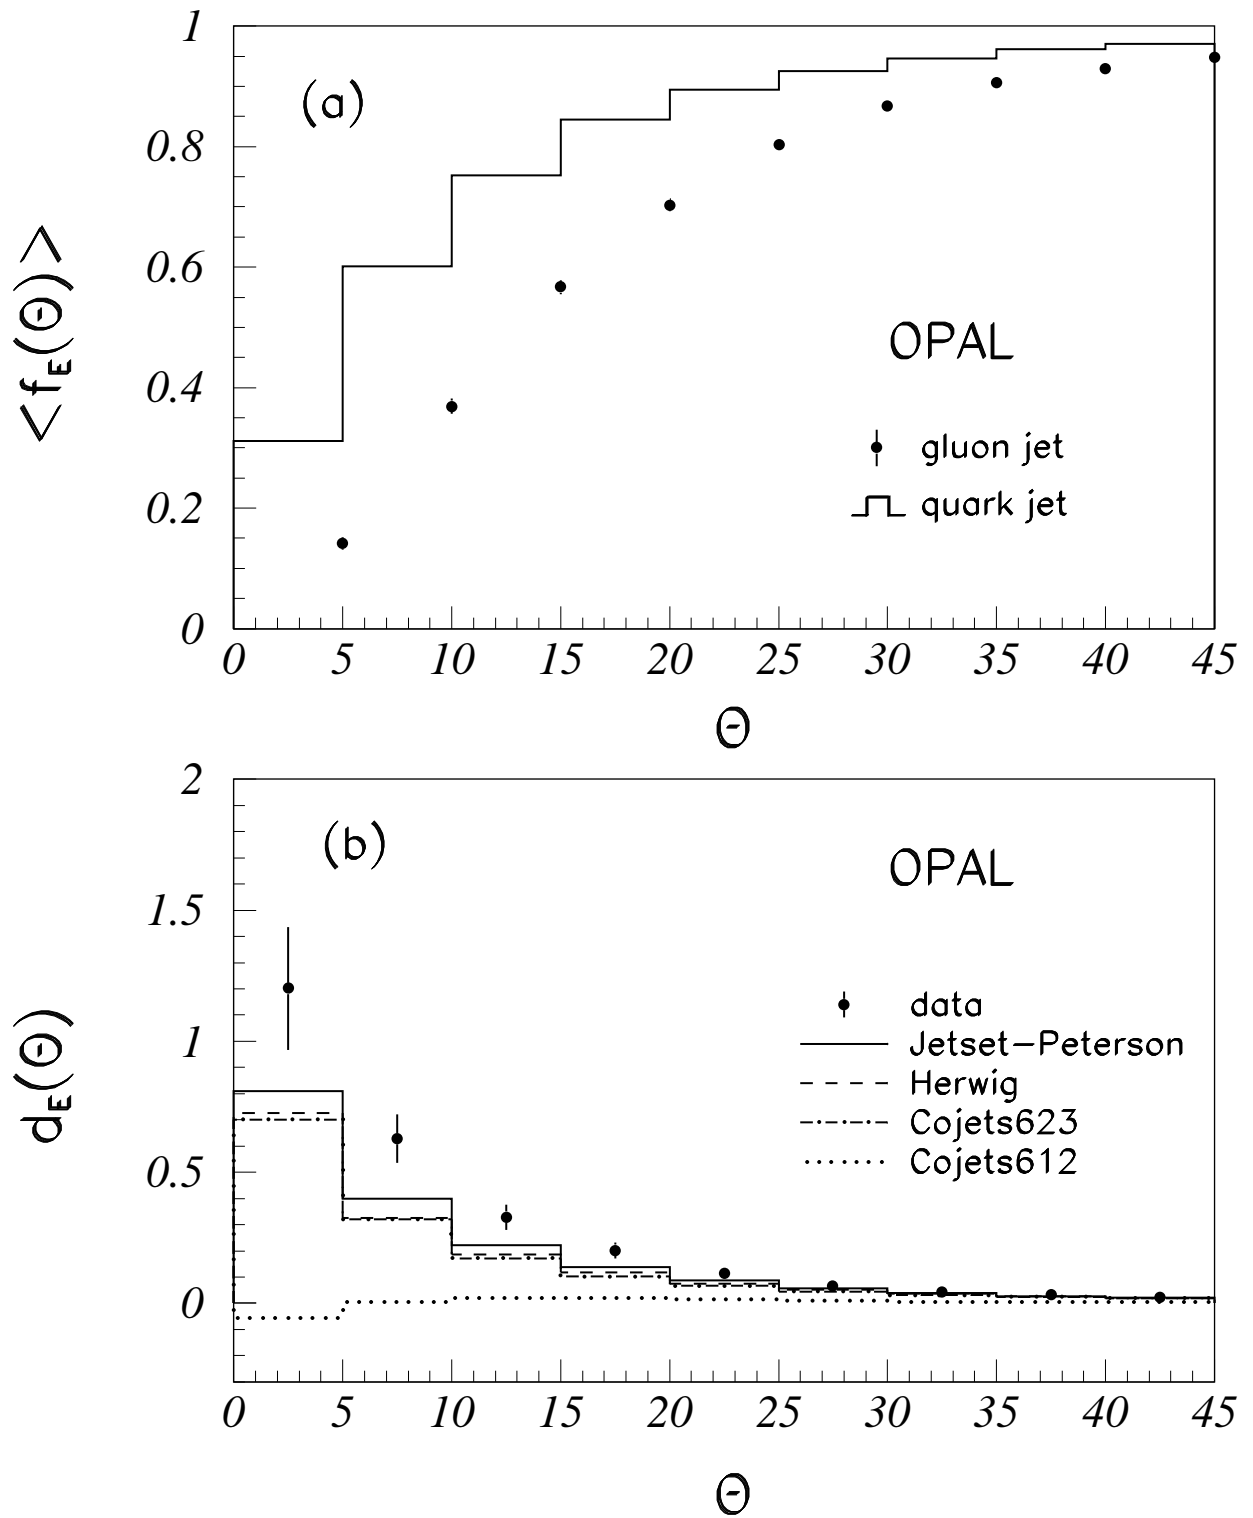 1
(a)
0.8
<f_E(Θ)>
0.6
OPAL
0.4
gluon jet
0.2
quark jet
0
0 5 10 15 20 25 30 35 40 45
Θ
2
(b)
OPAL
1.5
d_E(Θ)
data
1
Jetset−Peterson
Herwig
Cojets623
0.5
Cojets612
0
0 5 10 15 20 25 30 35 40 45
Θ